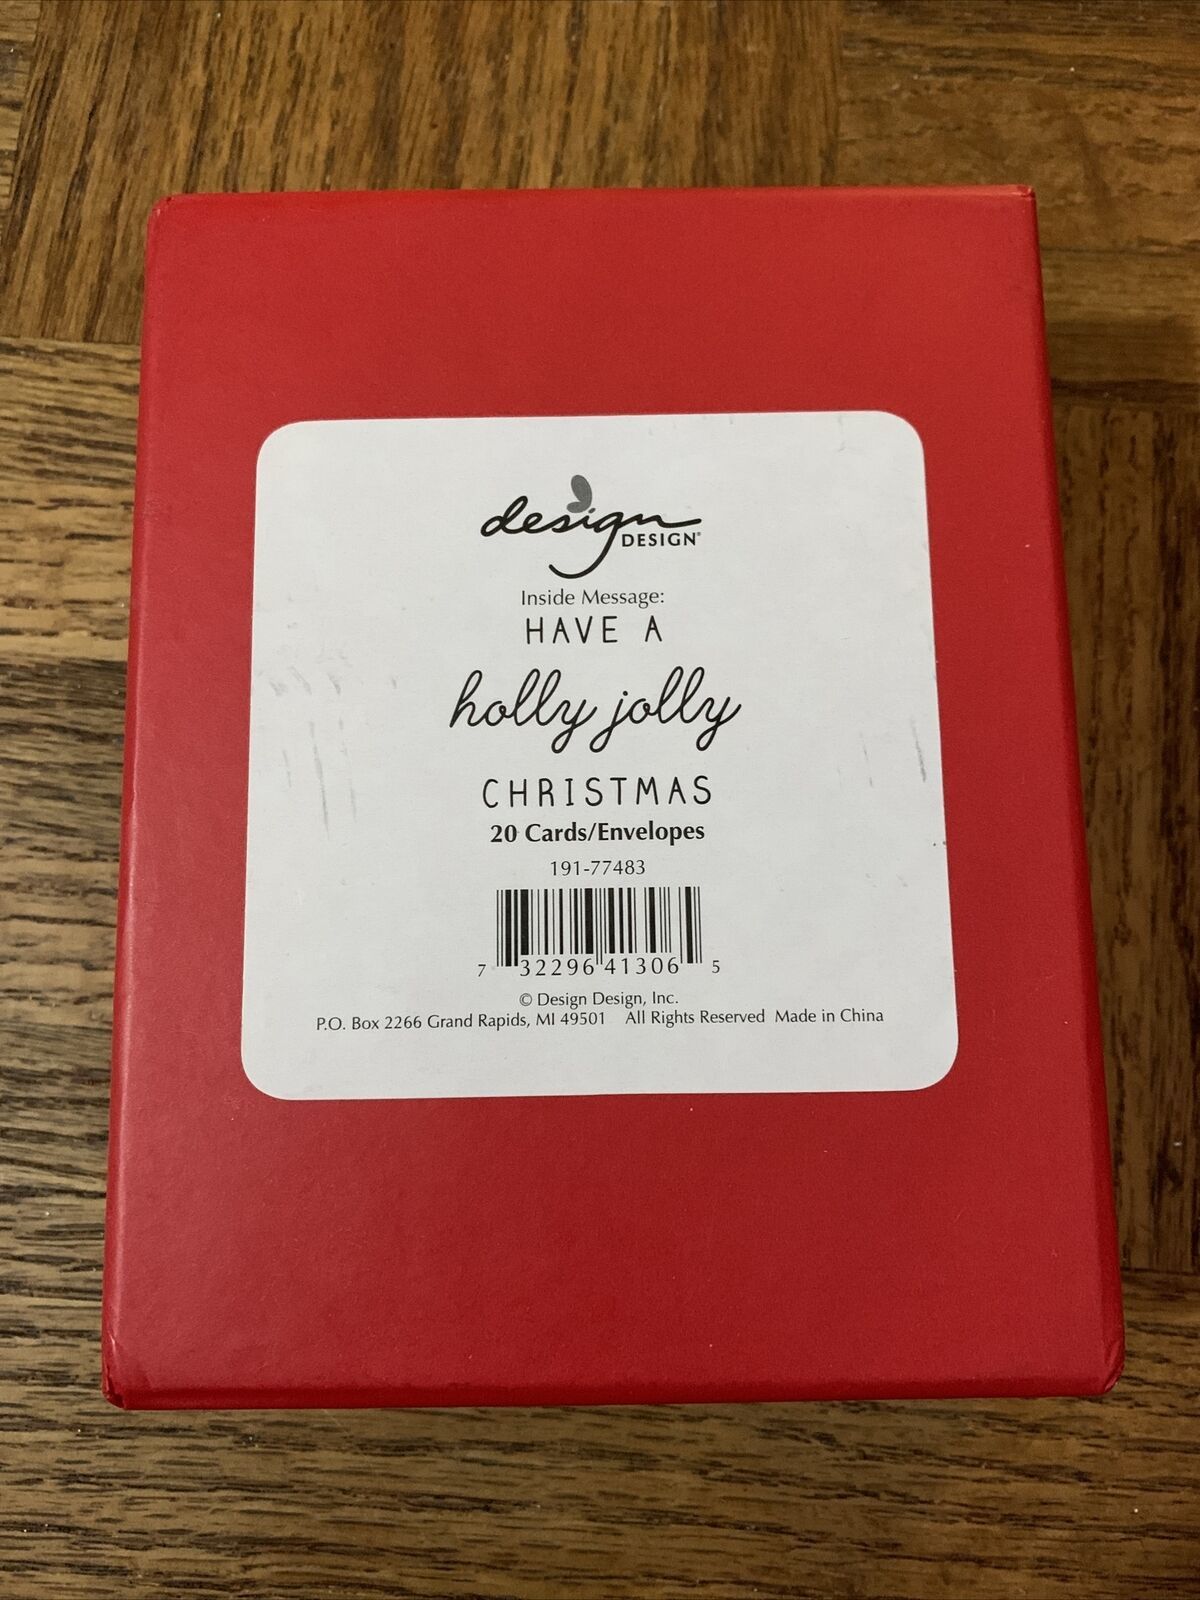 design
DESIGN®
Inside Message:
HAVE A
holly jolly
CHRISTMAS
20 Cards/Envelopes
191-77483
7 32296 41306 5
© Design Design, Inc.
P.O. Box 2266 Grand Rapids, MI 49501 All Rights Reserved Made in China